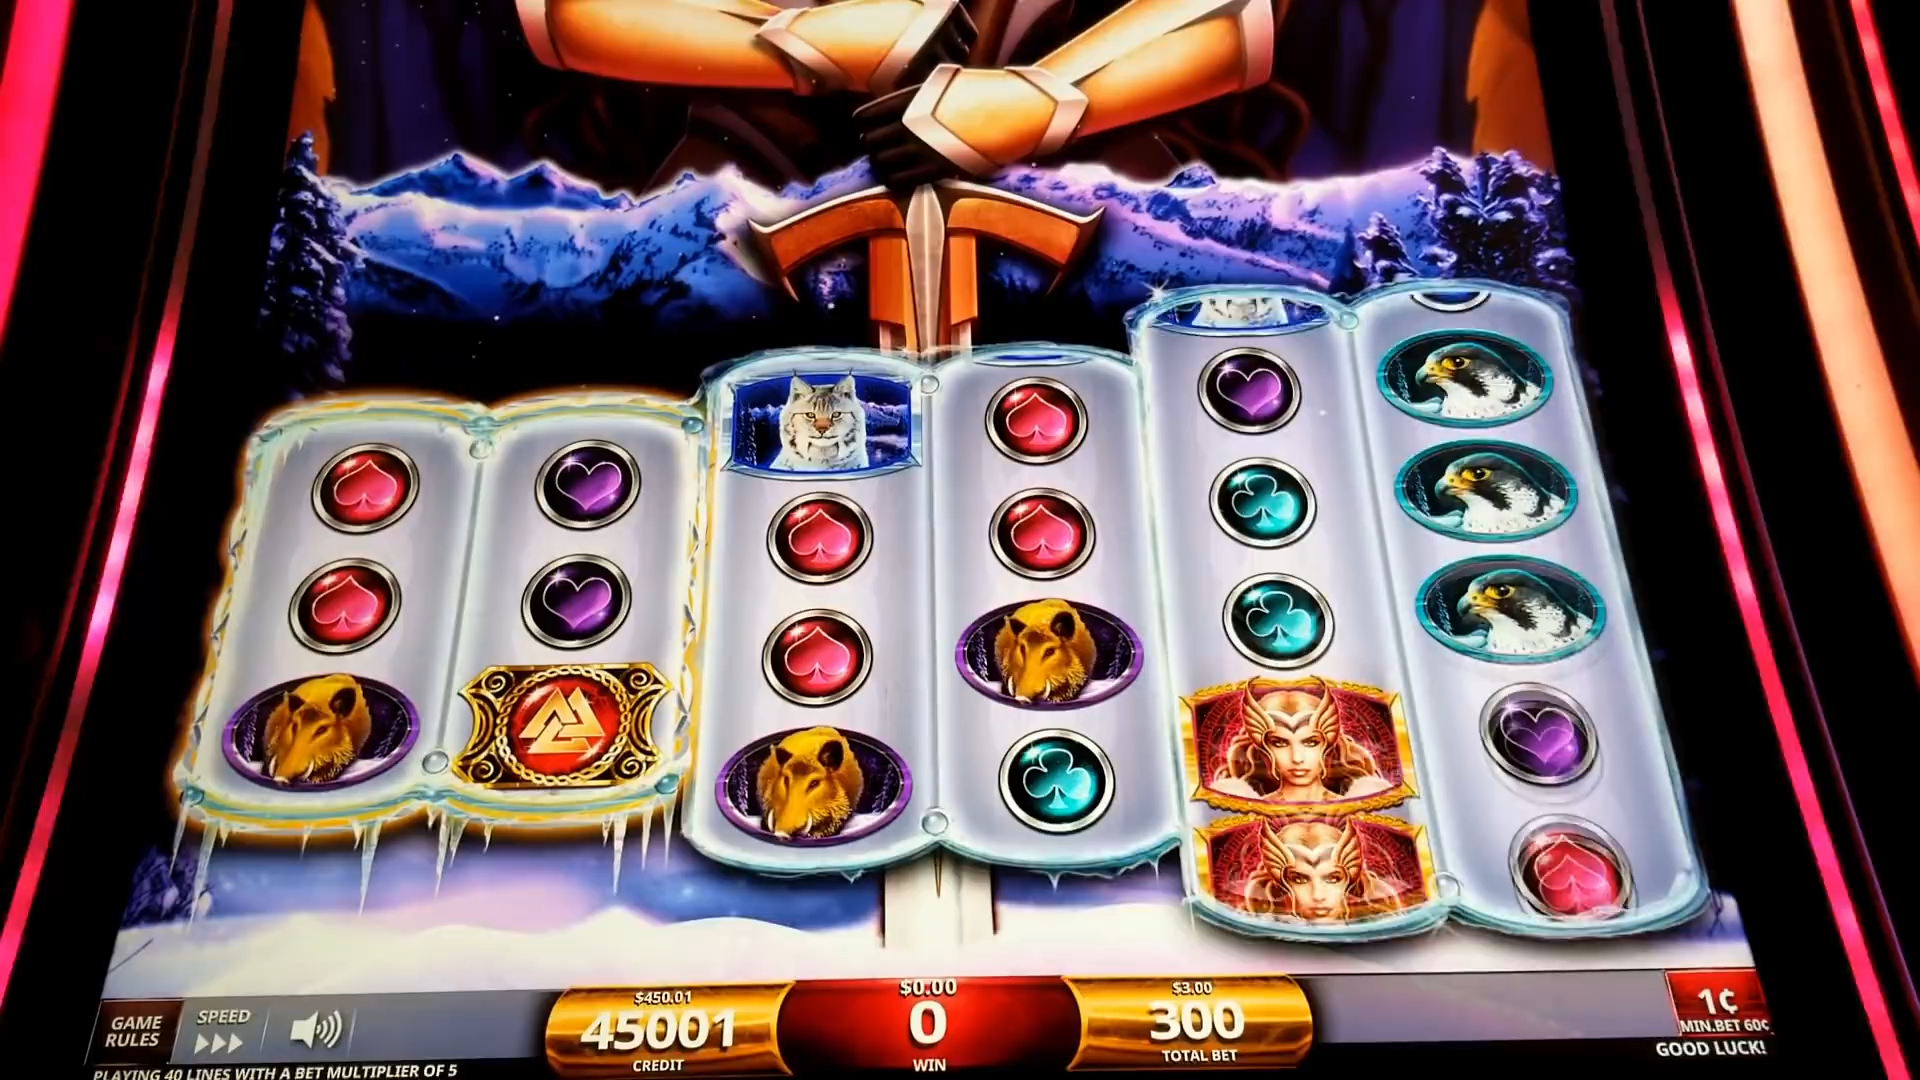 GAME
RULES
SPEED
$450.01
45001
CREDIT
$0.00
0
WIN
$3.00
300
TOTAL BET
1¢
MIN.BET 60¢
GOOD LUCK!
PLAYING 40 LINES WITH A BET MULTIPLIER OF 5